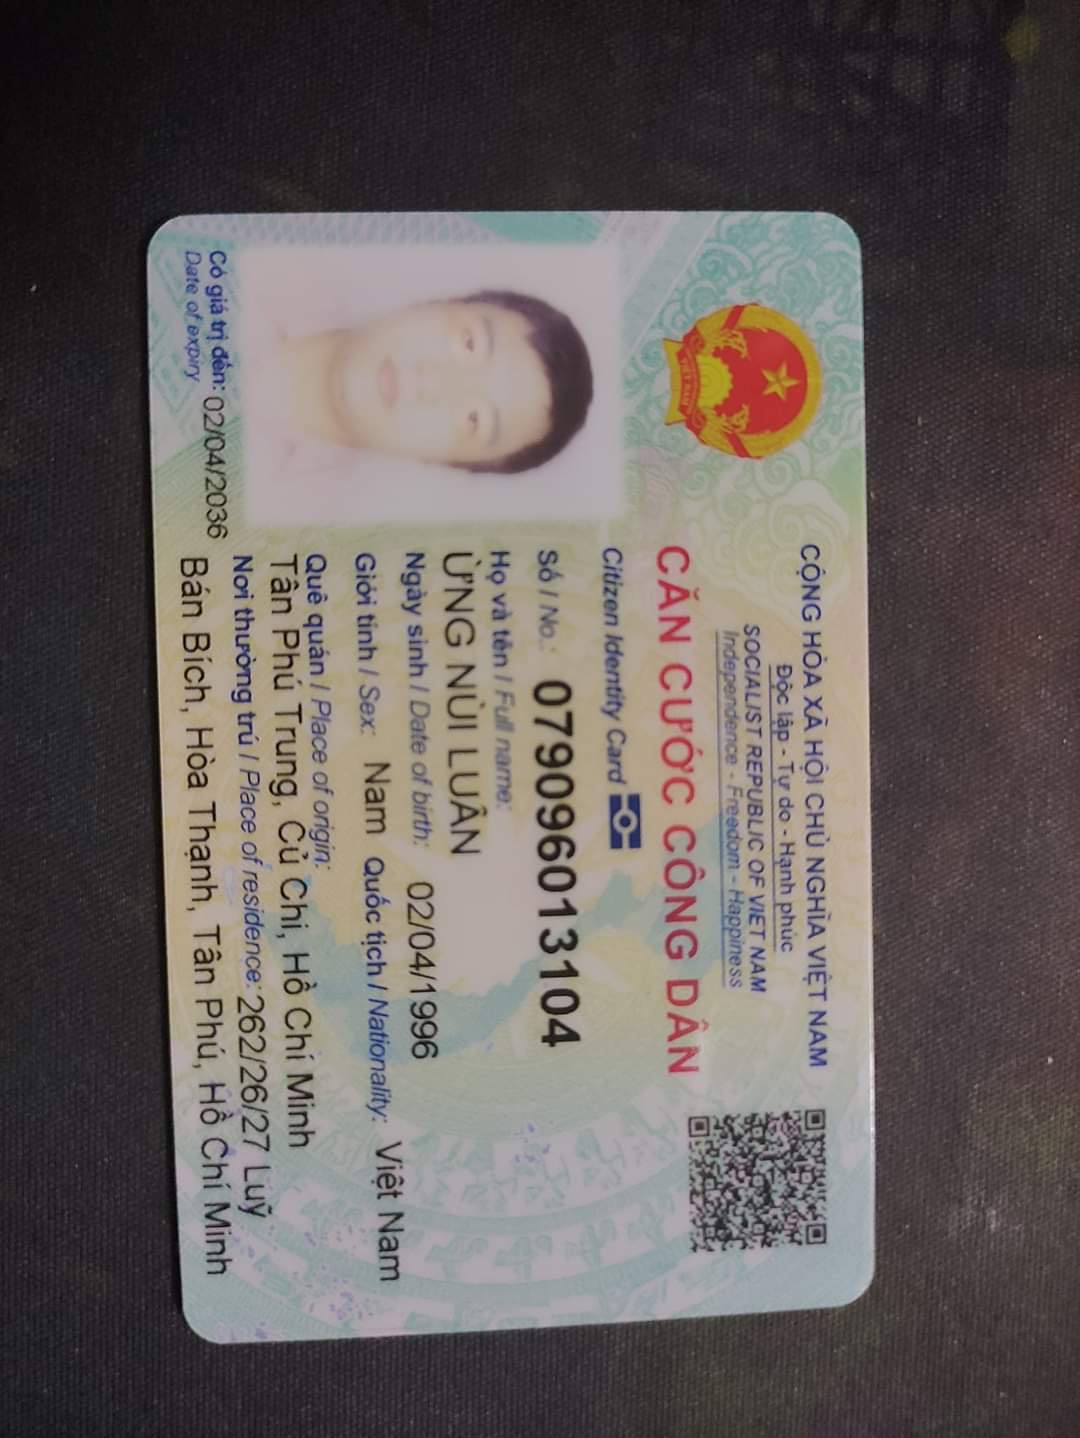 CỘNG HÒA XÃ HỘI CHỦ NGHĨA VIỆT NAM
Độc lập - Tự do - Hạnh phúc
SOCIALIST REPUBLIC OF VIET NAM
Independence - Freedom - Happiness
CĂN CƯỚC CÔNG DÂN
Citizen Identity Card
Số / No.: 079096013104
Họ và tên / Full name:
ỪNG NÙI LUÂN
Ngày sinh / Date of birth: 02/04/1996
Giới tính / Sex: Nam Quốc tịch / Nationality: Việt Nam
Quê quán / Place of origin:
Tân Phú Trung, Củ Chi, Hồ Chí Minh
Nơi thường trú / Place of residence: 262/26/27 Luỹ
Bán Bích, Hòa Thạnh, Tân Phú, Hồ Chí Minh
Có giá trị đến: 02/04/2036
Date of expiry
VIỆT NAM